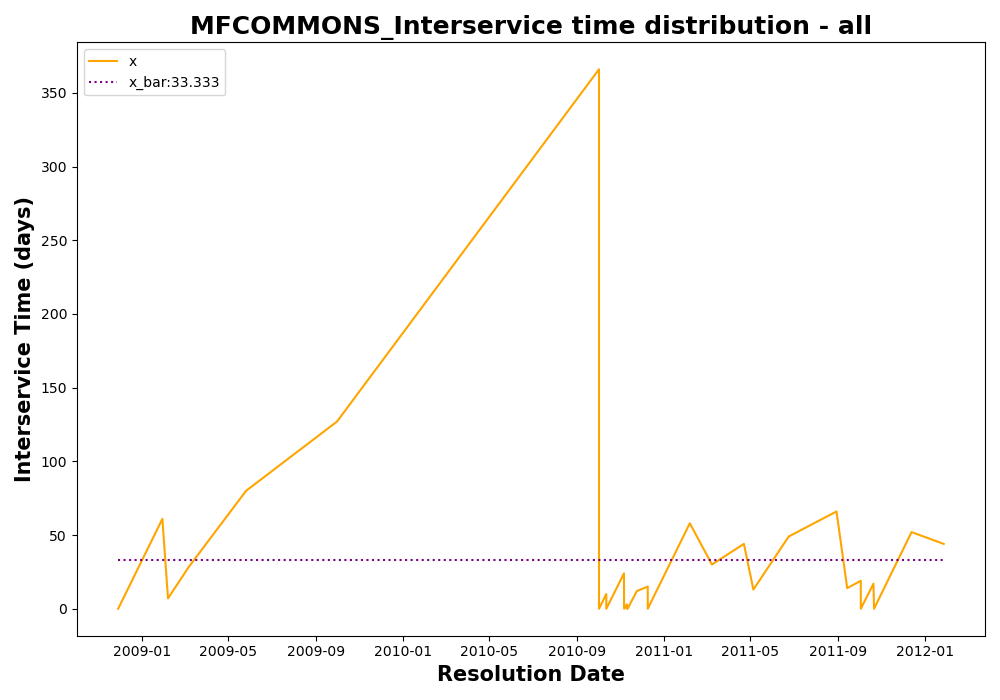 MFCOMMONS_Interservice time distribution - all
x
x_bar:33.333
Interservice Time (days)
350
300
250
200
150
100
50
0
2009-01 2009-05 2009-09 2010-01 2010-05 2010-09 2011-01 2011-05 2011-09 2012-01
Resolution Date